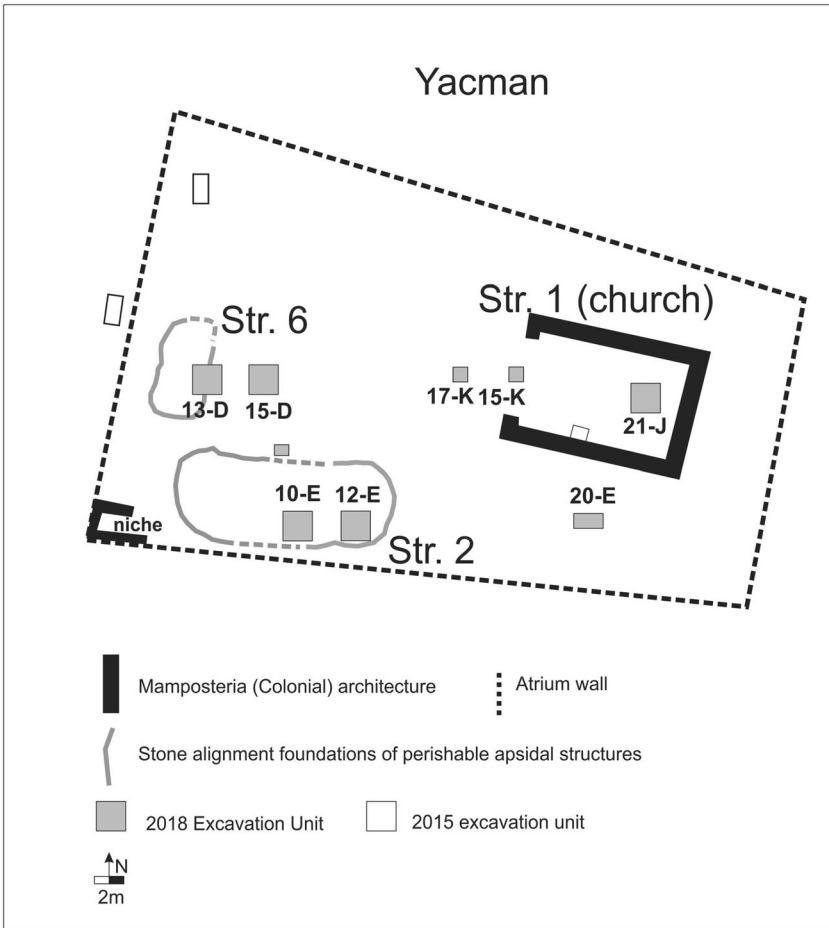 Yacman
Str. 1 (church)
Str. 6
17-K 15-K
13-D 15-D
21-J
10-E 12-E
20-E
niche
Str. 2
Mamposteria (Colonial) architecture
Atrium wall
Stone alignment foundations of perishable apsidal structures
2018 Excavation Unit
2015 excavation unit
N
2m